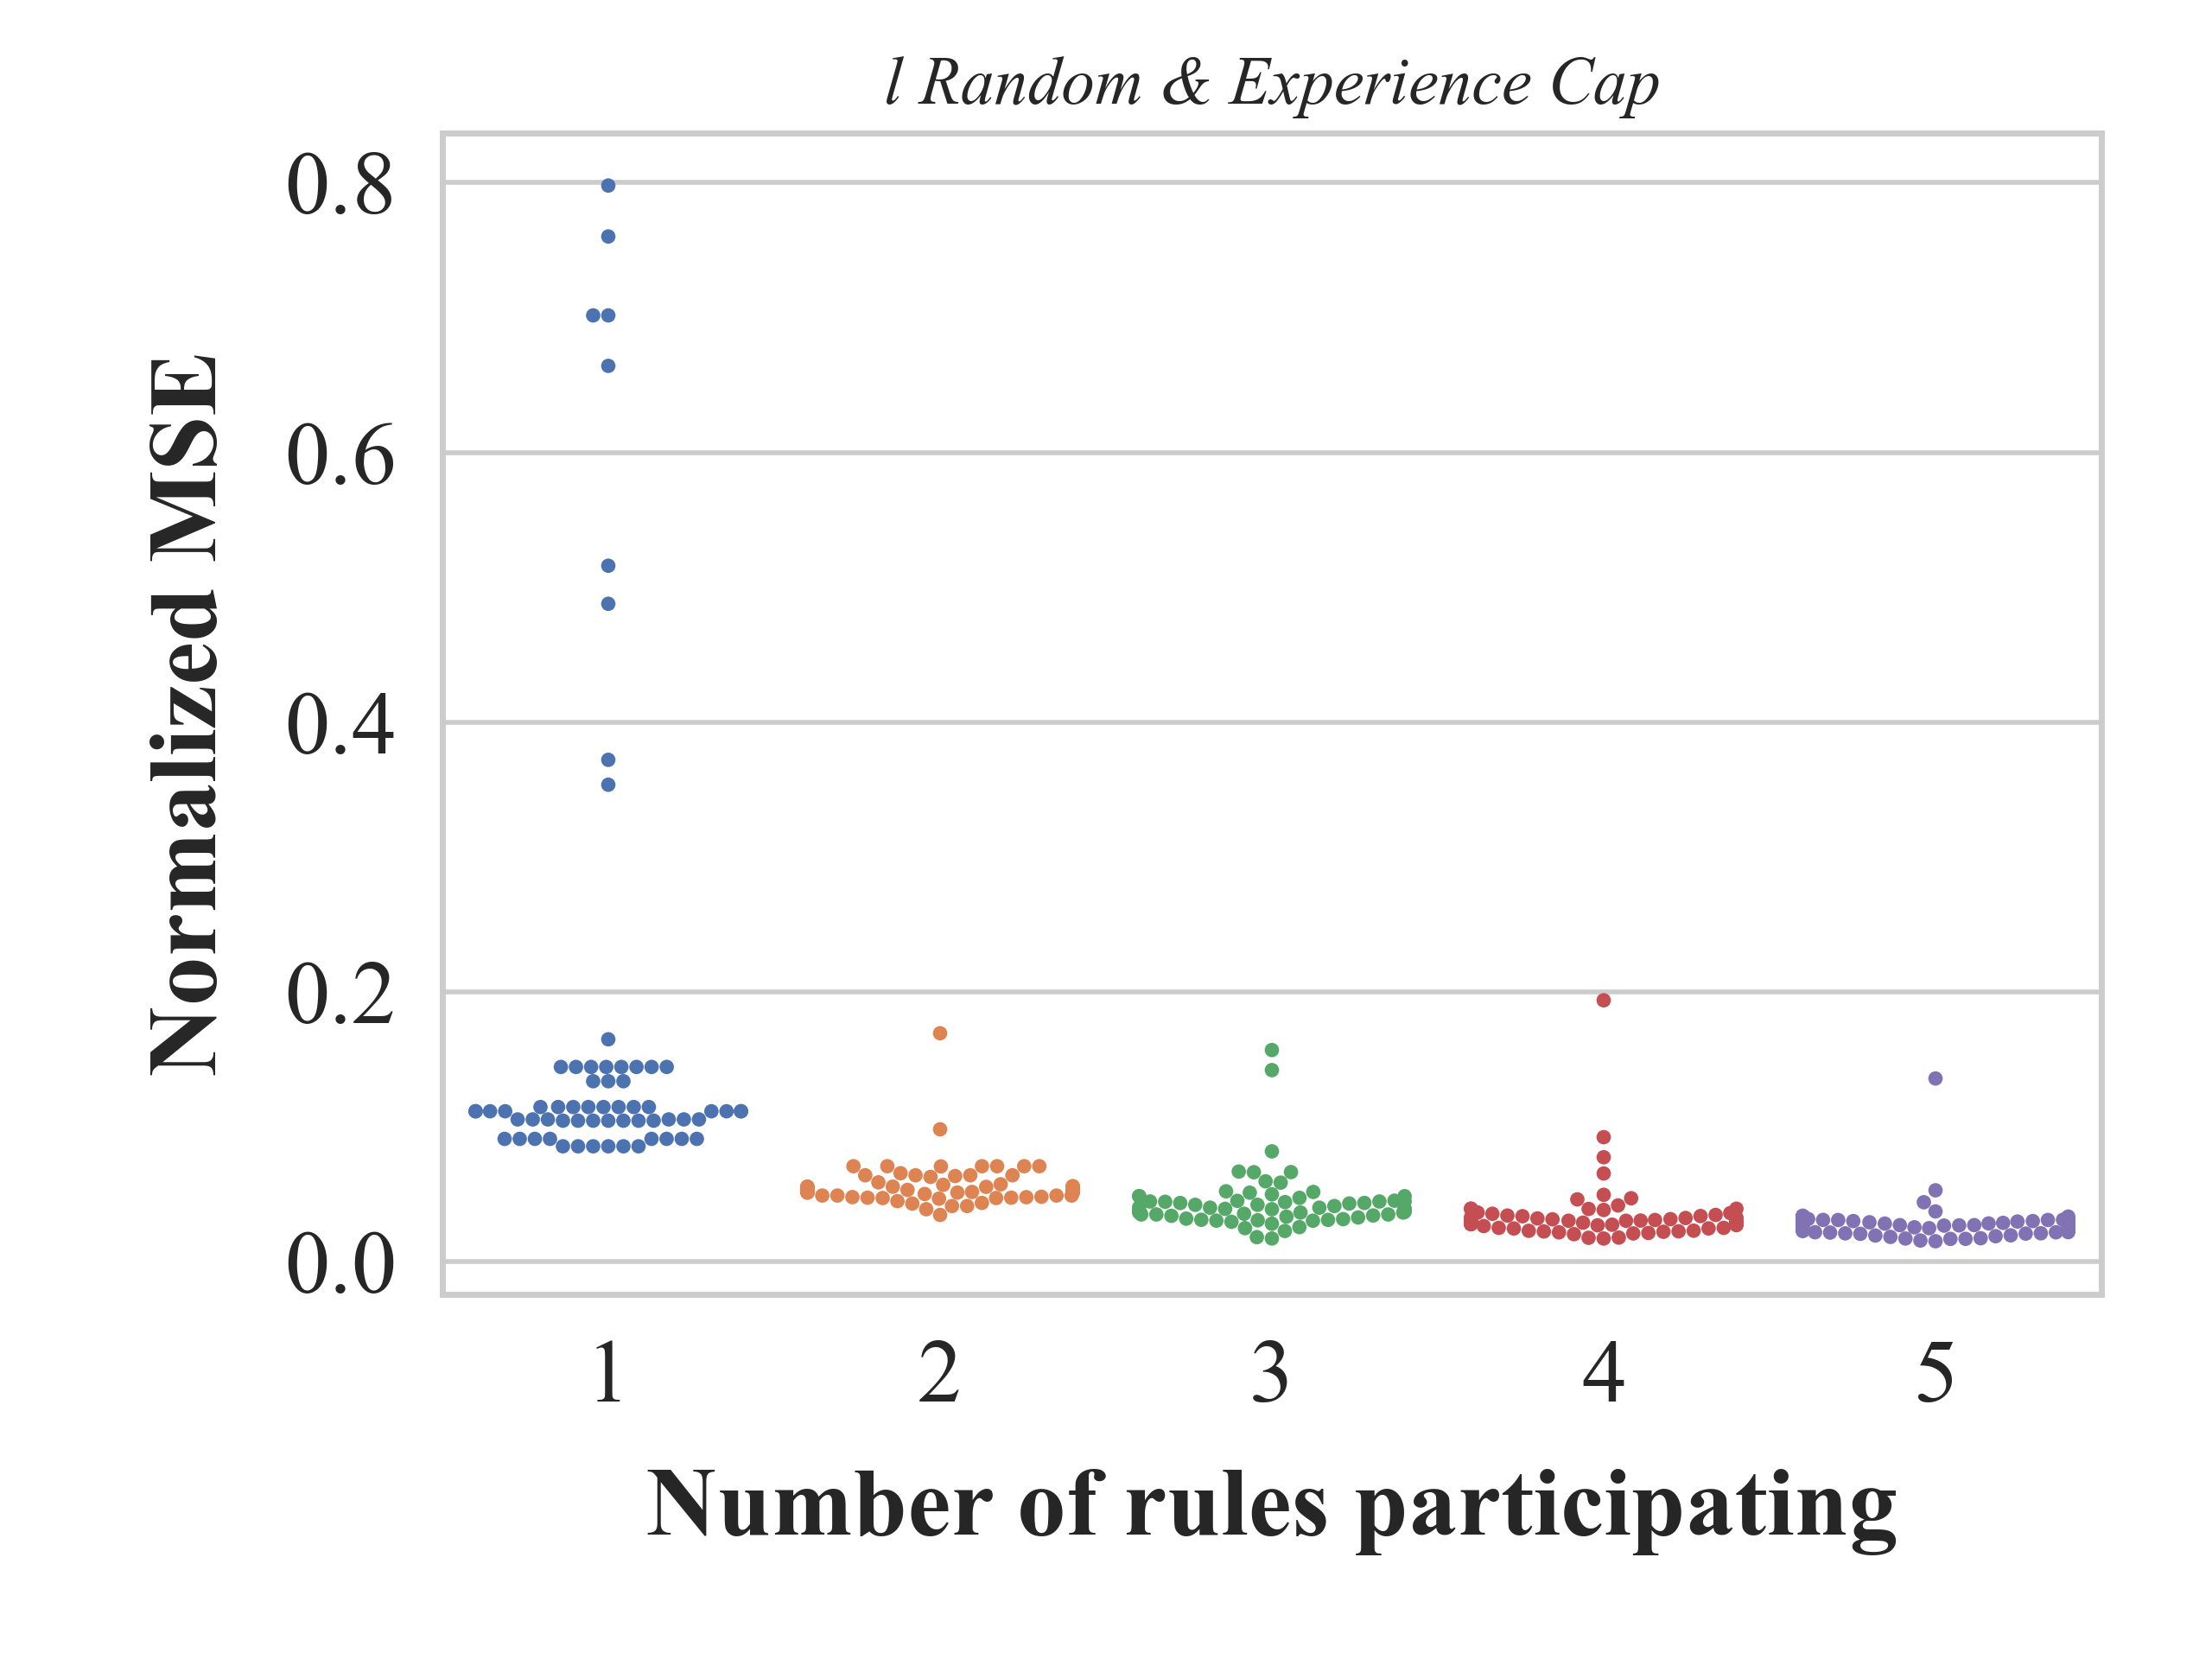 l Random & Experience Cap
0.8
0.6
0.4
0.2
0.0
Normalized MSE
1 2 3 4 5
Number of rules participating